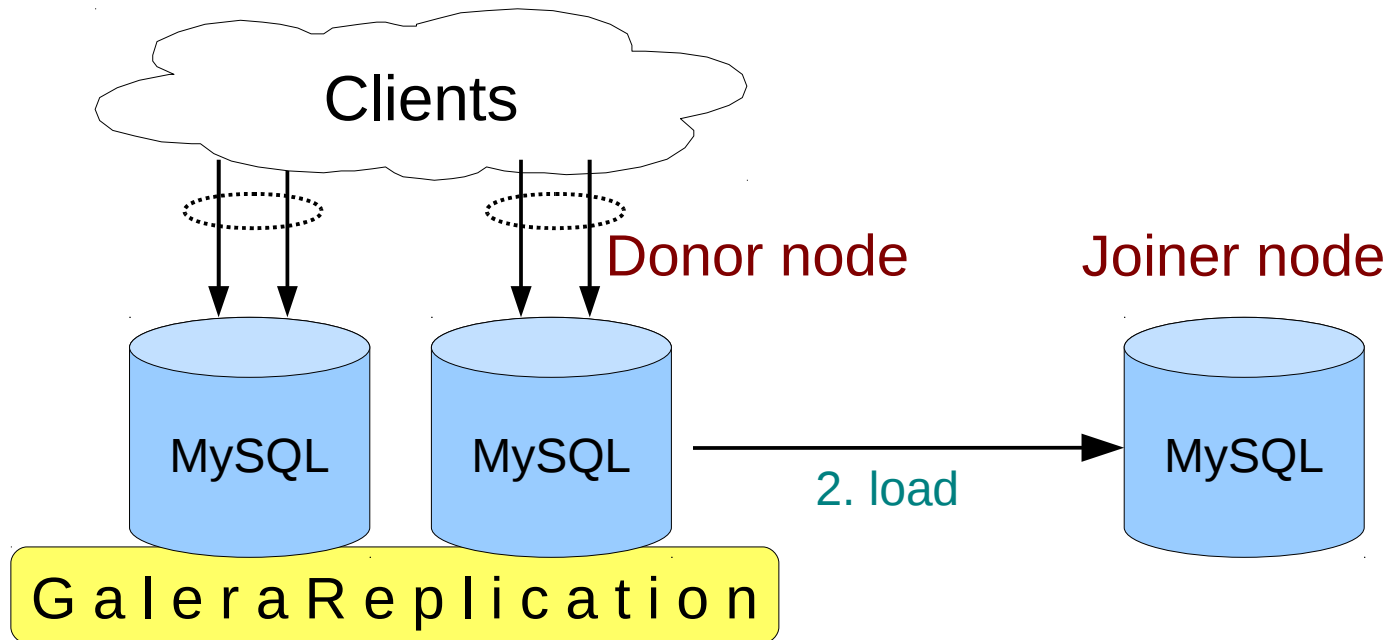 Clients
Donor node
Joiner node
MySQL
MySQL
MySQL
2. load
G a l e r a R e p l i c a t i o n